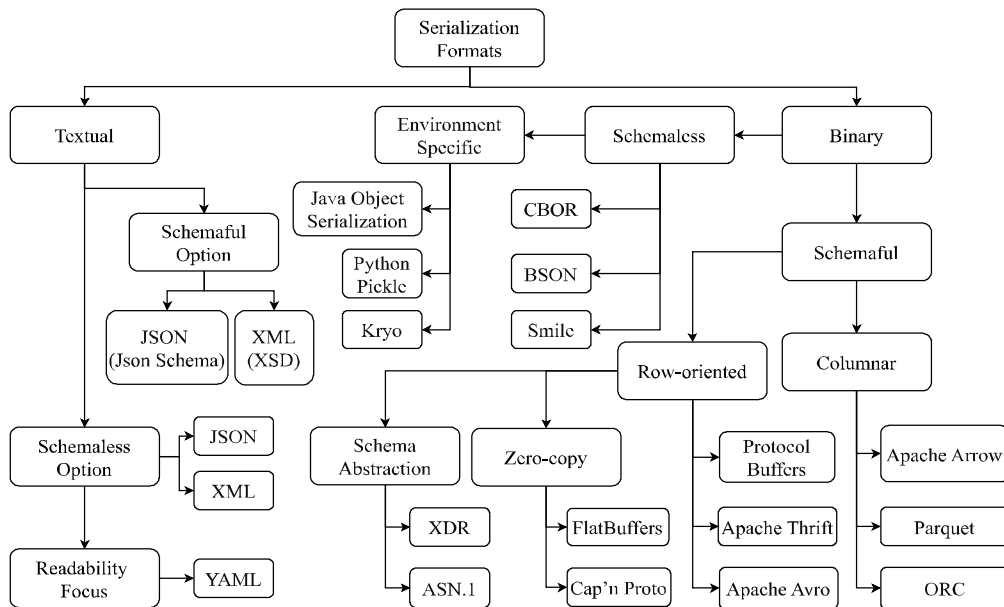 Serialization
Formats
Textual
Environment
Specific
Schemaless
Binary
Java Object
Serialization
CBOR
Schemaful
Option
Schemaful
Python
Pickle
BSON
JSON
(Json Schema)
XML
(XSD)
Kryo
Smile
Row-oriented
Columnar
Schemaless
Option
JSON
XML
Schema
Abstraction
Zero-copy
Protocol
Buffers
Apache Arrow
XDR
FlatBuffers
Apache Thrift
Parquet
Readability
Focus
YAML
ASN.1
Cap'n Proto
Apache Avro
ORC